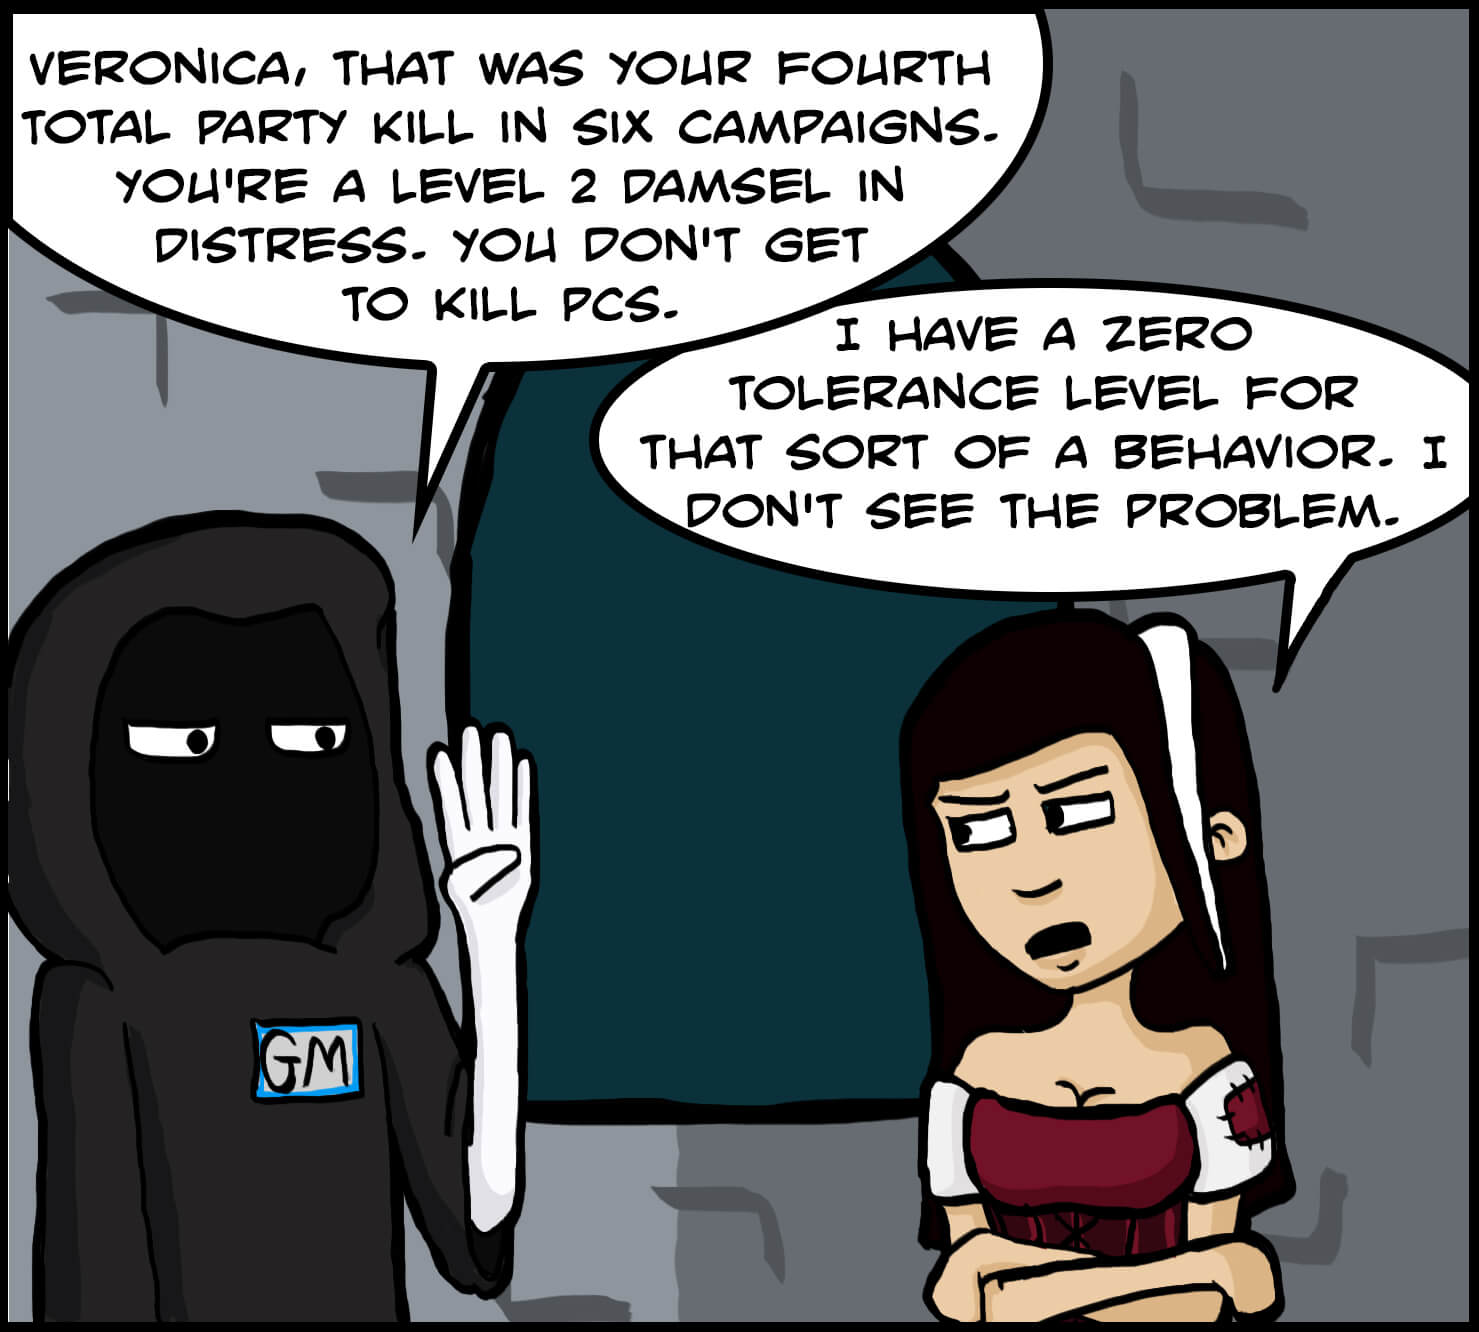 VERONICA, THAT WAS YOUR FOURTH
TOTAL PARTY KILL IN SIX CAMPAIGNS.
YOU'RE A LEVEL 2 DAMSEL IN
DISTRESS. YOU DON'T GET
TO KILL PCS.
I HAVE A ZERO
TOLERANCE LEVEL FOR
THAT SORT OF A BEHAVIOR. I
DON'T SEE THE PROBLEM.
GM